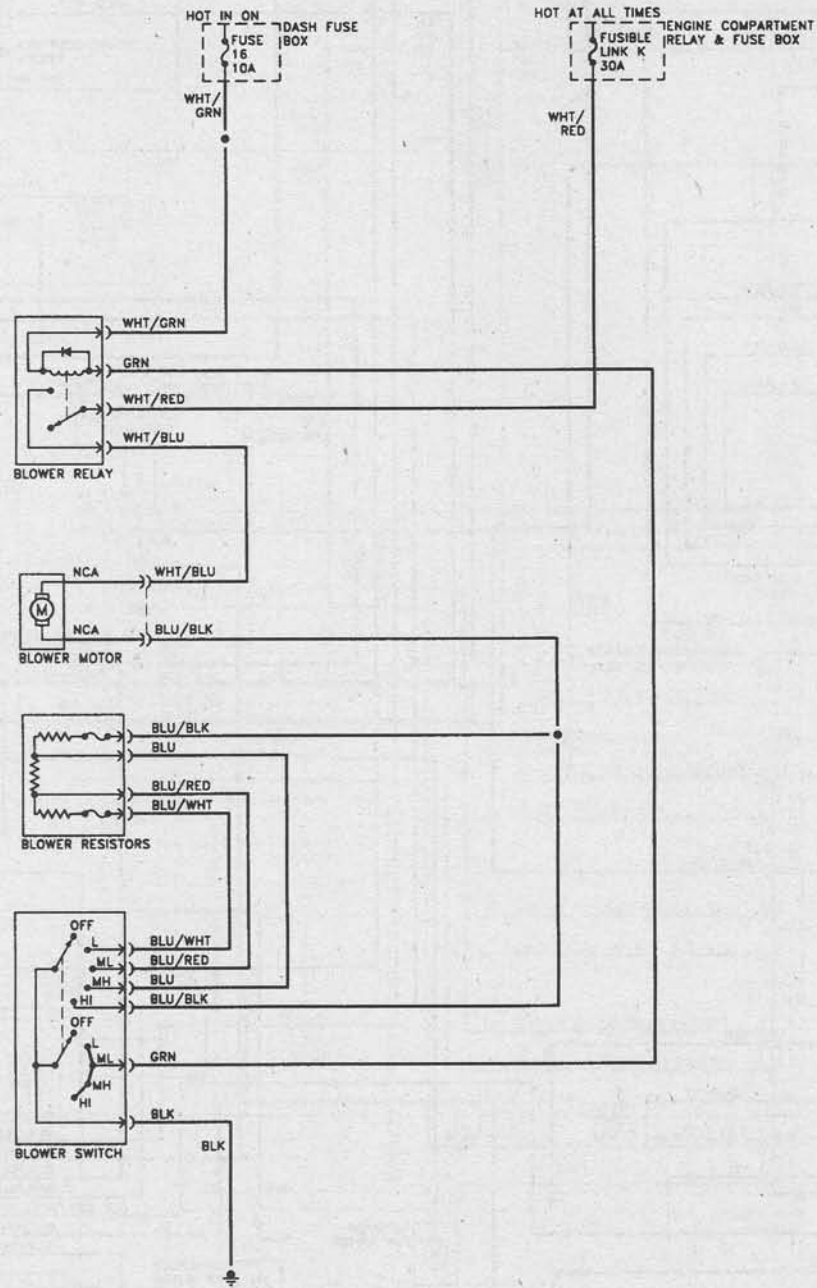 HOT IN ON
DASH FUSE
BOX
FUSE
16
10A
WHT/
GRN
HOT AT ALL TIMES
ENGINE COMPARTMENT
RELAY & FUSE BOX
FUSIBLE
LINK K
30A
WHT/
RED
WHT/GRN
GRN
WHT/RED
WHT/BLU
BLOWER RELAY
NCA
WHT/BLU
M
NCA
BLU/BLK
BLOWER MOTOR
BLU/BLK
BLU
BLU/RED
BLU/WHT
BLOWER RESISTORS
OFF
L
BLU/WHT
ML
BLU/RED
MH
BLU
HI
BLU/BLK
OFF
L
ML
GRN
MH
HI
BLK
BLOWER SWITCH
BLK